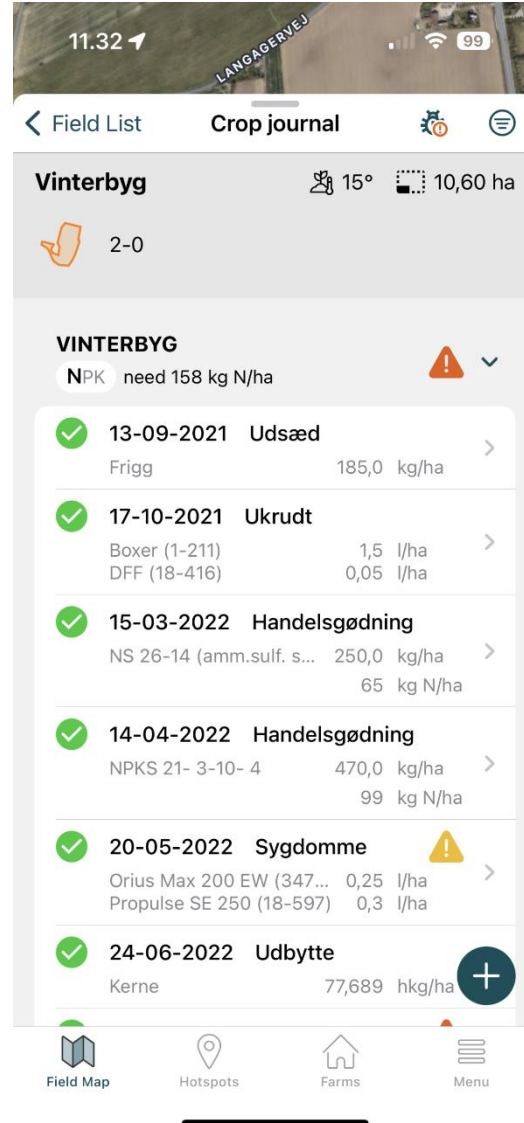 LANGAGERVEJ
11.32
99
Field List Crop journal
Vinterbyg 15° 10,60 ha
2-0
VINTERBYG
NPK need 158 kg N/ha
13-09-2021 Udsæd
Frigg 185,0 kg/ha
17-10-2021 Ukrudt
Boxer (1-211) 1,5 l/ha
DFF (18-416) 0,05 l/ha
15-03-2022 Handelsgødning
NS 26-14 (amm.sulf. s... 250,0 kg/ha
65 kg N/ha
14-04-2022 Handelsgødning
NPKS 21- 3-10- 4 470,0 kg/ha
99 kg N/ha
20-05-2022 Sygdomme
Orius Max 200 EW (347... 0,25 l/ha
Propulse SE 250 (18-597) 0,3 l/ha
24-06-2022 Udbytte
Kerne 77,689 hkg/ha
Field Map Hotspots Farms Menu